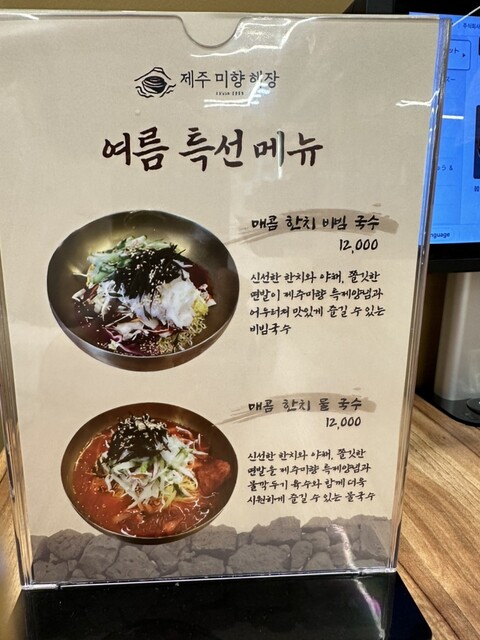 제주 미향 해장
여름 특선 메뉴
매콤 한치 비빔 국수
12,000
신선한 한치와 야채, 쫄깃한
면발이 제주미향 특제양념과
어우러져 맛있게 즐길 수 있는
비빔국수
매콤 한치 물 국수
12,000
신선한 한치와 야채, 쫄깃한
면발을 제주미향 특제양념과
물깍두기 육수와 함께 더욱
시원하게 즐길 수 있는 물국수
nguage